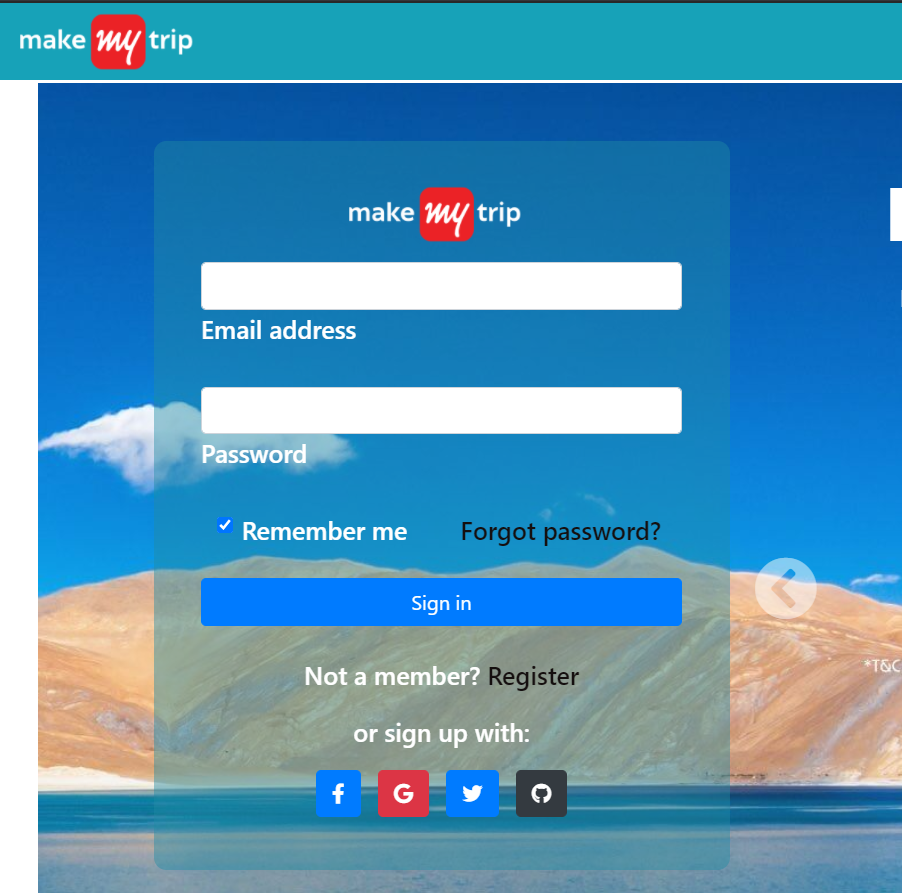 make my trip
make my trip
Email address
Password
Remember me Forgot password?
Sign in
*T&C
Not a member? Register
or sign up with: